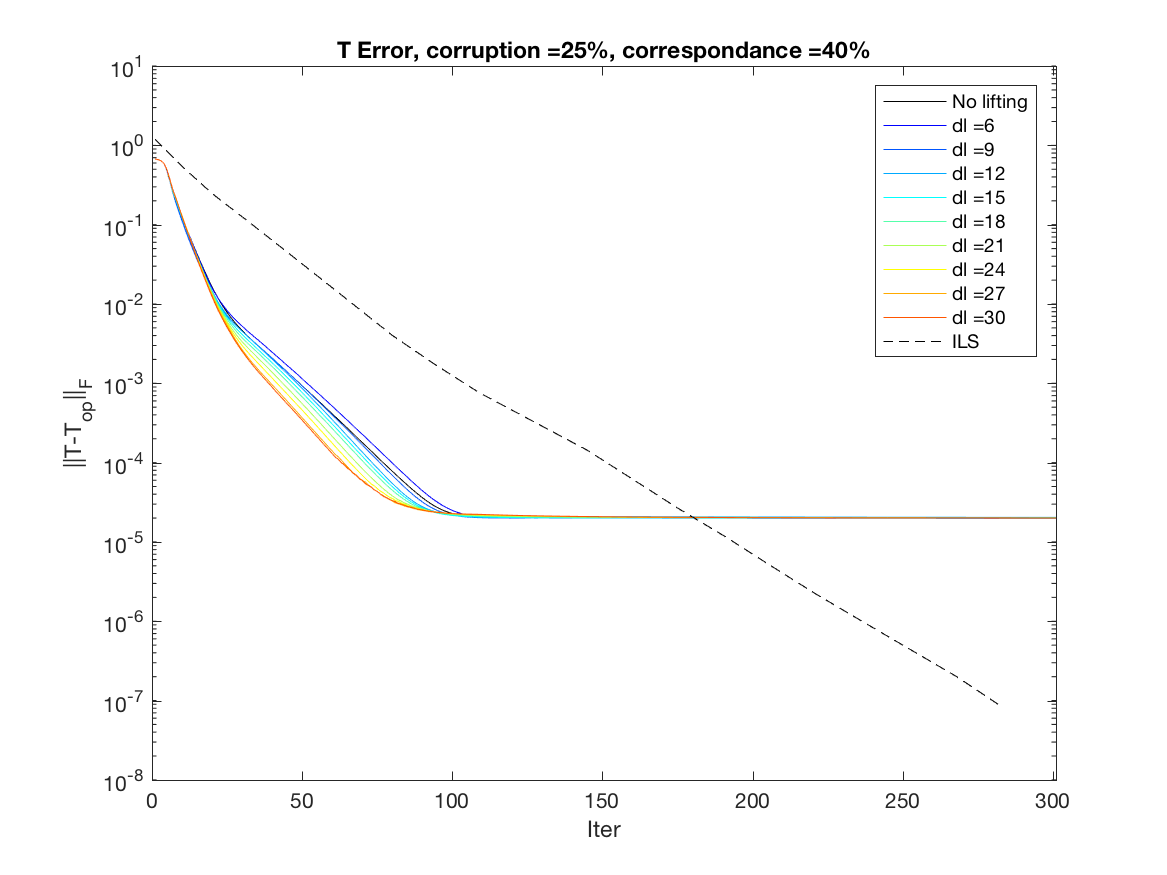 T Error, corruption =25%, correspondance =40%
10^1
10^0
10^-1
10^-2
10^-3
10^-4
10^-5
10^-6
10^-7
10^-8
||T-T_op||_F
0 50 100 150 200 250 300
Iter
No lifting
dl =6
dl =9
dl =12
dl =15
dl =18
dl =21
dl =24
dl =27
dl =30
ILS